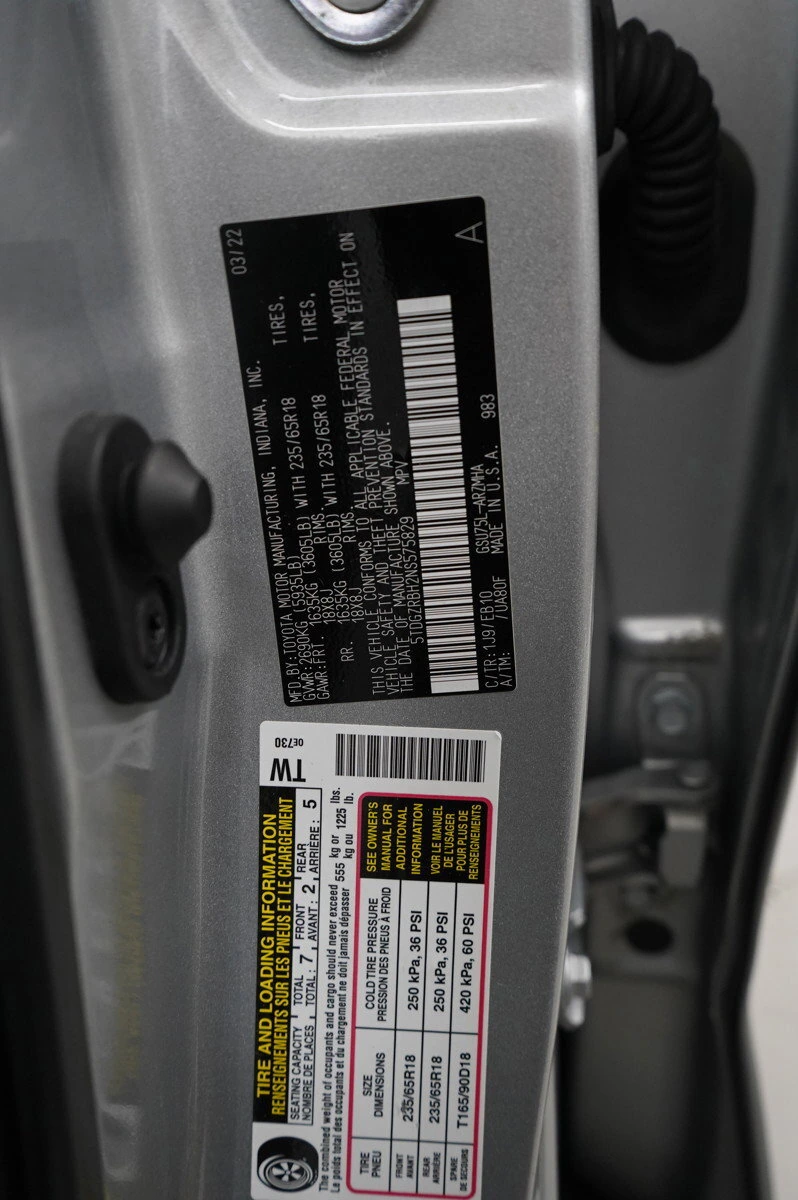 MFD.BY:TOYOTA MOTOR MANUFACTURING, INDIANA, INC. 03/22
GVWR:2690KG (5935LB)
GAWR:FRT 1635KG (3605LB) WITH 235/65R18 TIRES,
18X8J RIMS,
RR. 1635KG (3605LB) WITH 235/65R18 TIRES,
18X8J RIMS.
THIS VEHICLE CONFORMS TO ALL APPLICABLE FEDERAL MOTOR
VEHICLE SAFETY AND THEFT PREVENTION STANDARDS IN EFFECT ON
THE DATE OF MANUFACTURE SHOWN ABOVE.
5TDGZRBH2NS575829 MPV
C/TR:1J9/EB10 GSU75L-ARZMHA
A/TM: /UA80F MADE IN U.S.A. 983 A
TIRE AND LOADING INFORMATION
RENSEIGNEMENTS SUR LES PNEUS ET LE CHARGEMENT
TW
0E730
SEATING CAPACITY TOTAL FRONT REAR
NOMBRE DE PLACES TOTAL : 7 AVANT : 2 ARRIÈRE : 5
The combined weight of occupants and cargo should never exceed 555 kg or 1225 lbs.
Le poids total des occupants et du chargement ne doit jamais dépasser kg ou lb.
TIRE
PNEU
SIZE
DIMENSIONS
COLD TIRE PRESSURE
PRESSION DES PNEUS À FROID
FRONT
AVANT
235/65R18
250 kPa, 36 PSI
REAR
ARRIÈRE
235/65R18
250 kPa, 36 PSI
SPARE
DE SECOURS
T165/90D18
420 kPa, 60 PSI
SEE OWNER'S
MANUAL FOR
ADDITIONAL
INFORMATION
VOIR LE MANUEL
DE L'USAGER
POUR PLUS DE
RENSEIGNEMENTS